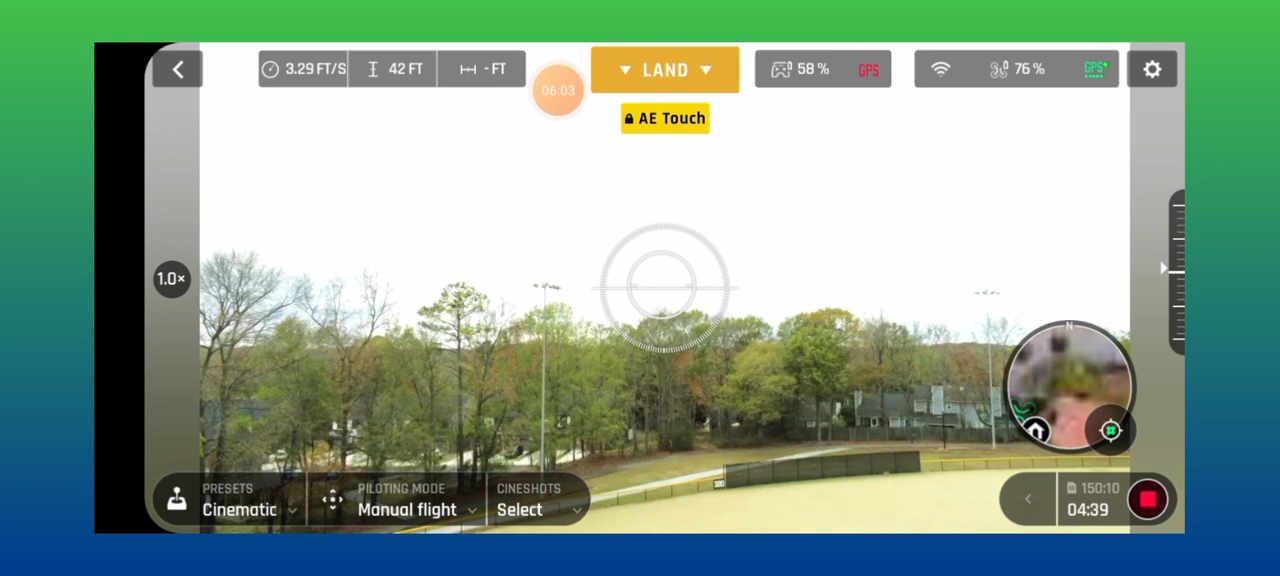 3.29 FT/S
42 FT
- FT
06:03
LAND
58 %
GPS
76 %
GPS
AE Touch
1.0×
N
320
PRESETS
Cinematic
PILOTING MODE
Manual flight
CINESHOTS
Select
150:10
04:39